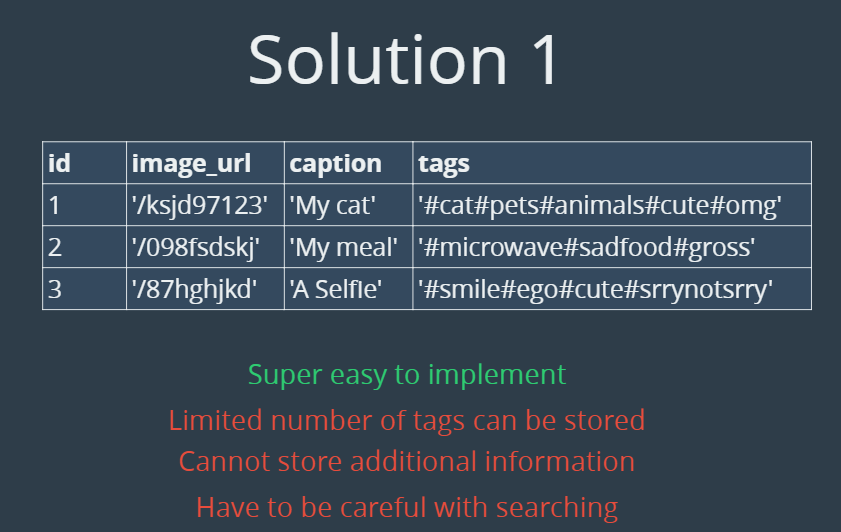 Solution 1
id image_url caption tags
1 '/ksjd97123' 'My cat' '#cat#pets#animals#cute#omg'
2 '/098fsdskj' 'My meal' '#microwave#sadfood#gross'
3 '/87hghjkd' 'A Selfie' '#smile#ego#cute#srrynotsrry'
Super easy to implement
Limited number of tags can be stored
Cannot store additional information
Have to be careful with searching